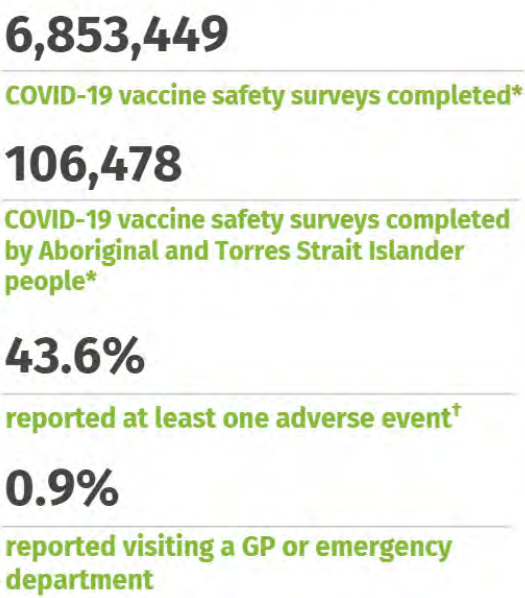 6,853,449
COVID-19 vaccine safety surveys completed*
106,478
COVID-19 vaccine safety surveys completed
by Aboriginal and Torres Strait Islander
people*
43.6%
reported at least one adverse event†
0.9%
reported visiting a GP or emergency
department